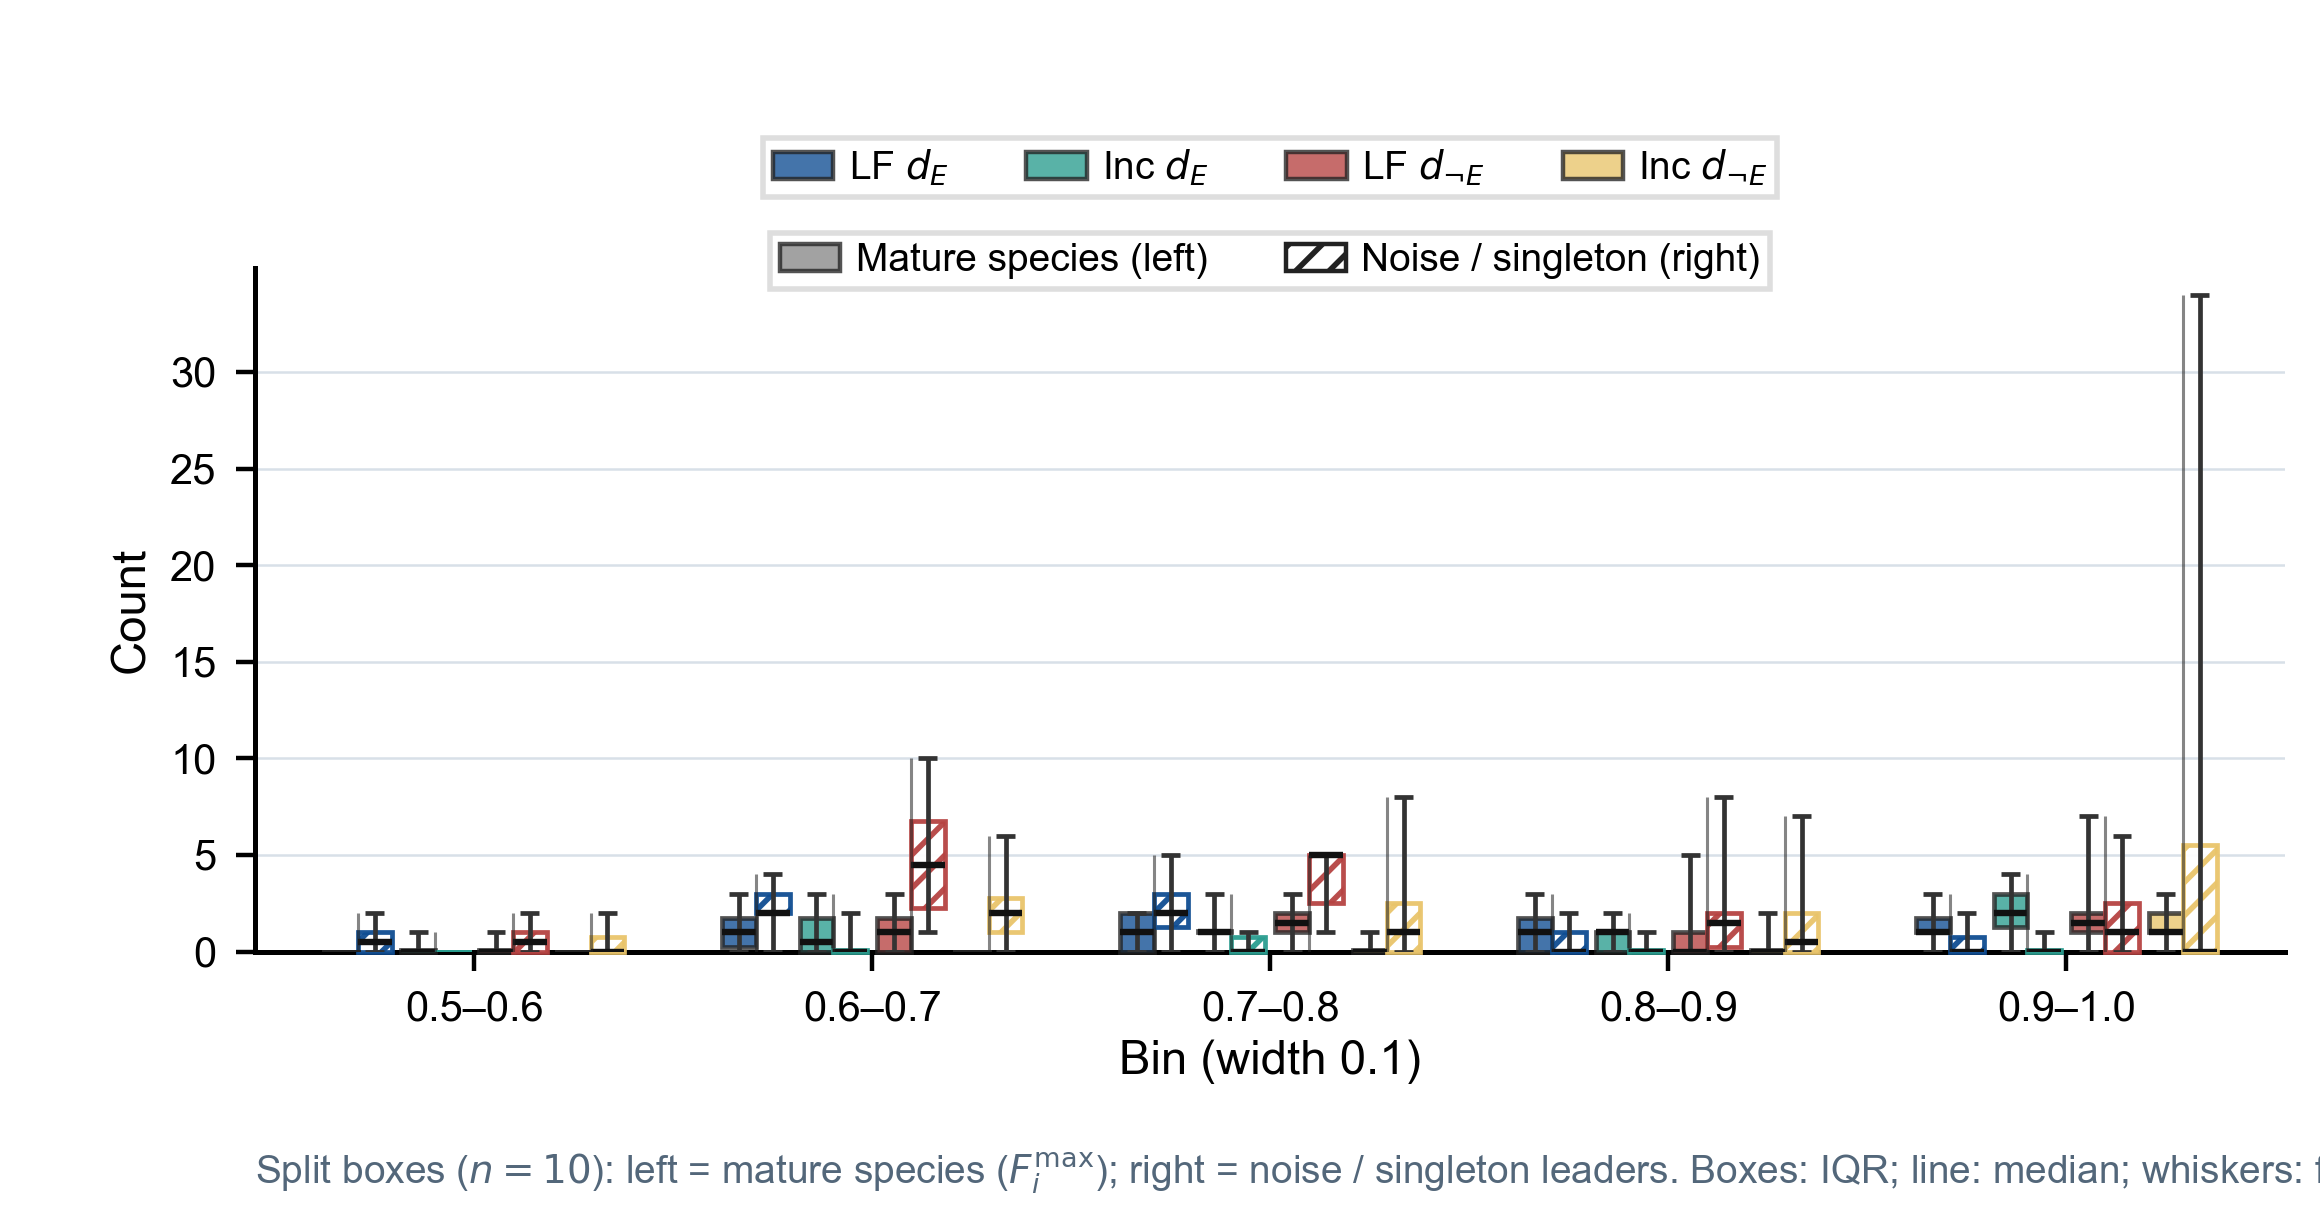 LF d_E Inc d_E LF d_¬E Inc d_¬E
Mature species (left) Noise / singleton (right)
30
25
20
15
10
5
0
Count
0.5–0.6 0.6–0.7 0.7–0.8 0.8–0.9 0.9–1.0
Bin (width 0.1)
Split boxes (n = 10): left = mature species (F_i^max); right = noise / singleton leaders. Boxes: IQR; line: median; whiskers: